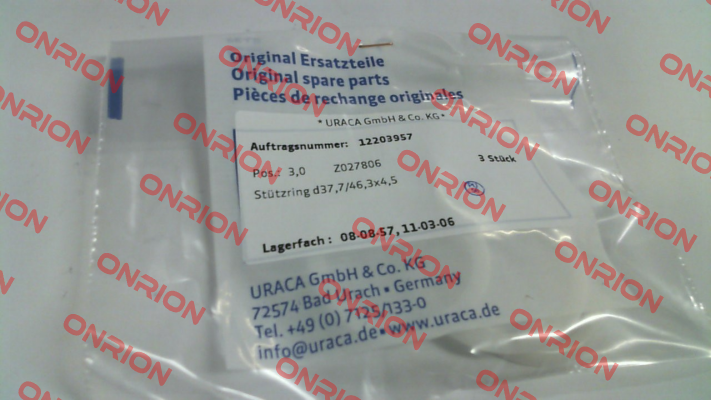 Original Ersatzteile
Original spare parts
Pièces de rechange originales
* URACA GmbH & Co. KG *
Auftragsnummer: 12203957
Pos.: 3,0 Z027806 3 Stück
Stützring d37,7/46,3x4,5
Lagerfach : 08-08-57, 11-03-06
URACA GmbH & Co. KG
72574 Bad Urach • Germany
Tel. +49 (0) 7125/133-0
info@uraca.de • www.uraca.de
ONRION